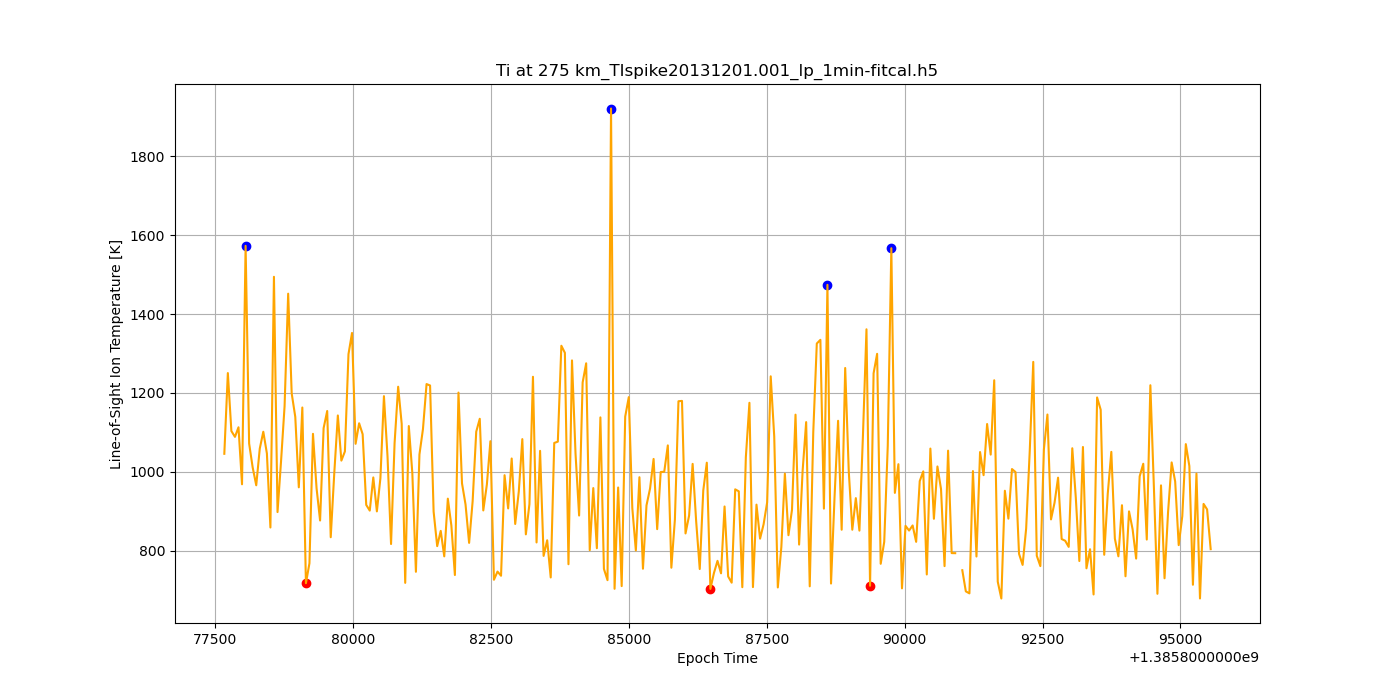 Ti at 275 km_TIspike20131201.001_lp_1min-fitcal.h5
Line-of-Sight Ion Temperature [K]
1800
1600
1400
1200
1000
800
77500 80000 82500 85000 87500 90000 92500 95000
Epoch Time
+1.3858000000e9